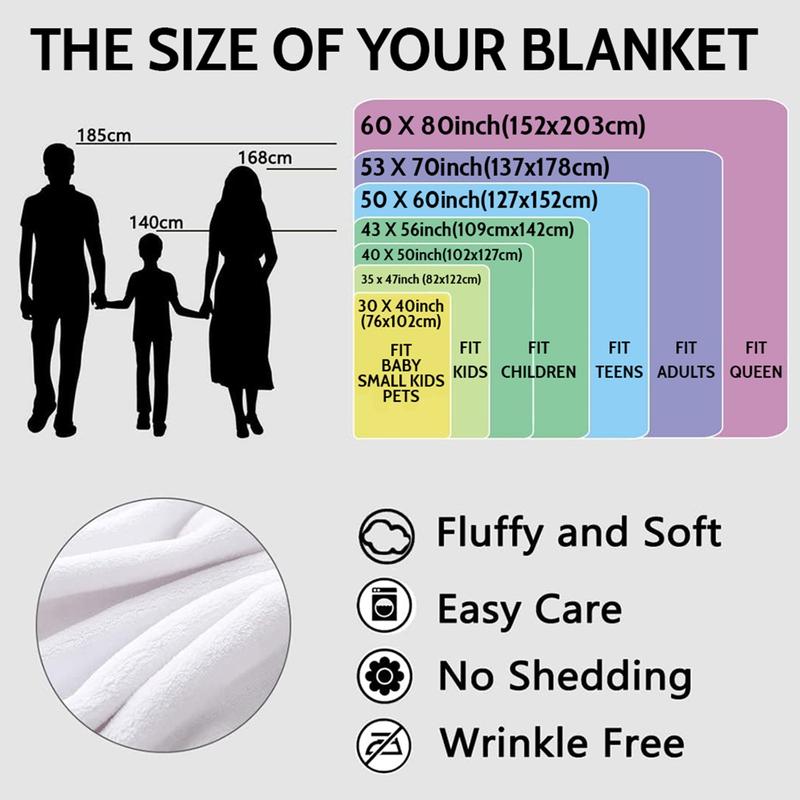 THE SIZE OF YOUR BLANKET
185cm
168cm
140cm
60 X 80inch(152x203cm)
53 X 70inch(137x178cm)
50 X 60inch(127x152cm)
43 X 56inch(109cmx142cm)
40 X 50inch(102x127cm)
35 x 47inch (82x122cm)
30 X 40inch
(76x102cm)
FIT
BABY
SMALL KIDS
PETS
FIT
KIDS
FIT
CHILDREN
FIT
TEENS
FIT
ADULTS
FIT
QUEEN
Fluffy and Soft
Easy Care
No Shedding
Wrinkle Free